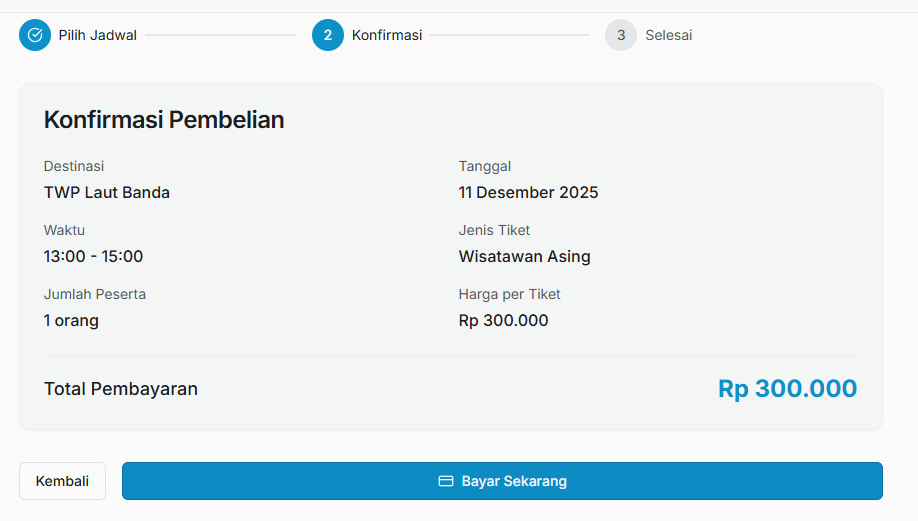 Pilih Jadwal
2 Konfirmasi
3 Selesai
Konfirmasi Pembelian
Destinasi
TWP Laut Banda
Tanggal
11 Desember 2025
Waktu
13:00 - 15:00
Jenis Tiket
Wisatawan Asing
Jumlah Peserta
1 orang
Harga per Tiket
Rp 300.000
Total Pembayaran
Rp 300.000
Kembali
Bayar Sekarang